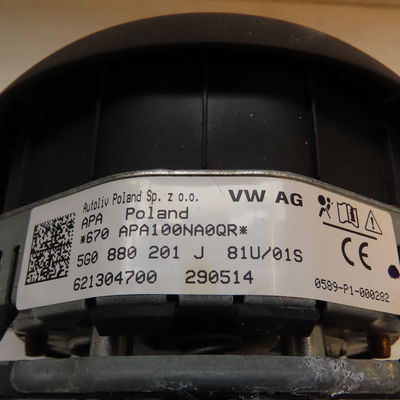 Autoliv Poland Sp. z o.o.
VW AG
APA Poland
*670 APA100NA0QR*
5G0 880 201 J 81U/01S
CE
621304700 290514
0589-P1-000282